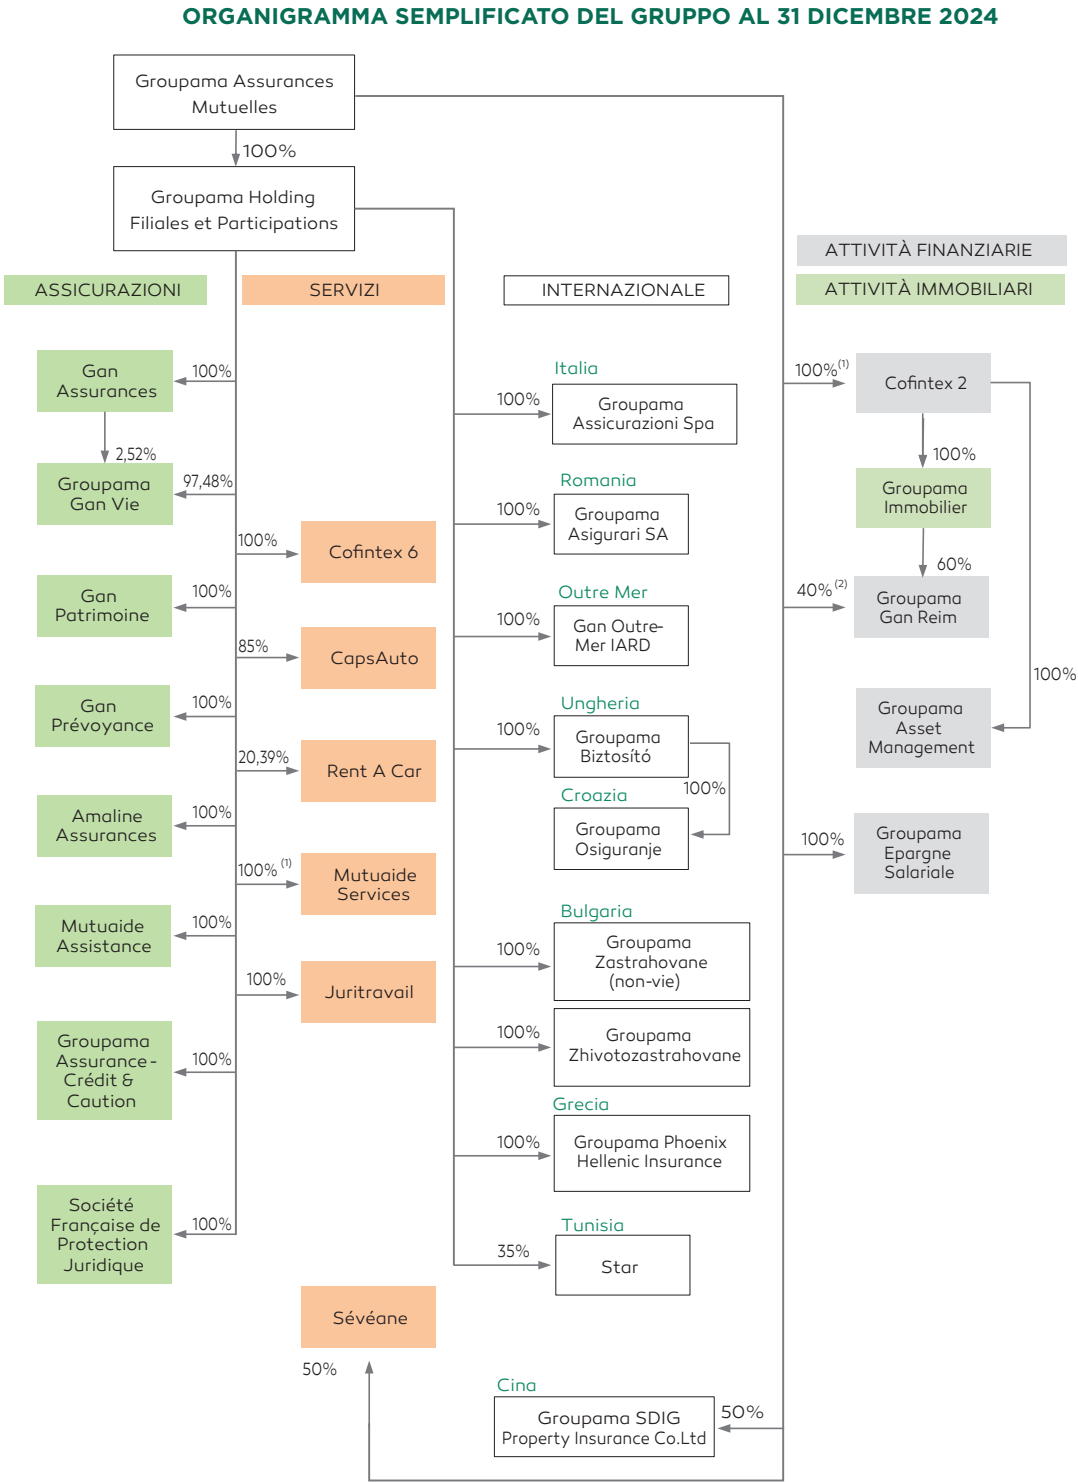 ORGANIGRAMMA SEMPLIFICATO DEL GRUPPO AL 31 DICEMBRE 2024
Groupama Assurances
Mutuelles
100%
Groupama Holding
Filiales et Participations
ATTIVITÀ FINANZIARIE
ASSICURAZIONI
SERVIZI
INTERNAZIONALE
ATTIVITÀ IMMOBILIARI
Gan
Assurances
100%
2,52%
Groupama
Gan Vie
97,48%
Gan
Patrimoine
100%
Gan
Prévoyance
100%
Amaline
Assurances
100%
Mutuaide
Assistance
100%
Groupama
Assurance-
Crédit &
Caution
100%
Société
Française de
Protection
Juridique
100%
100%
Cofintex 6
85%
CapsAuto
20,39%
Rent A Car
100% (1)
Mutuaide
Services
100%
Juritravail
Sévéane
50%
Italia
100%
Groupama
Assicurazioni Spa
Romania
100%
Groupama
Asigurari SA
Outre Mer
100%
Gan Outre-
Mer IARD
Ungheria
100%
Groupama
Biztosító
100%
Croazia
Groupama
Osiguranje
Bulgaria
100%
Groupama
Zastrahovane
(non-vie)
100%
Groupama
Zhivotozastrahovane
Grecia
100%
Groupama Phoenix
Hellenic Insurance
Tunisia
35%
Star
Cina
Groupama SDIG
Property Insurance Co.Ltd
50%
100%(1)
Cofintex 2
100%
Groupama
Immobilier
60%
40% (2)
Groupama
Gan Reim
100%
Groupama
Asset
Management
100%
Groupama
Epargne
Salariale